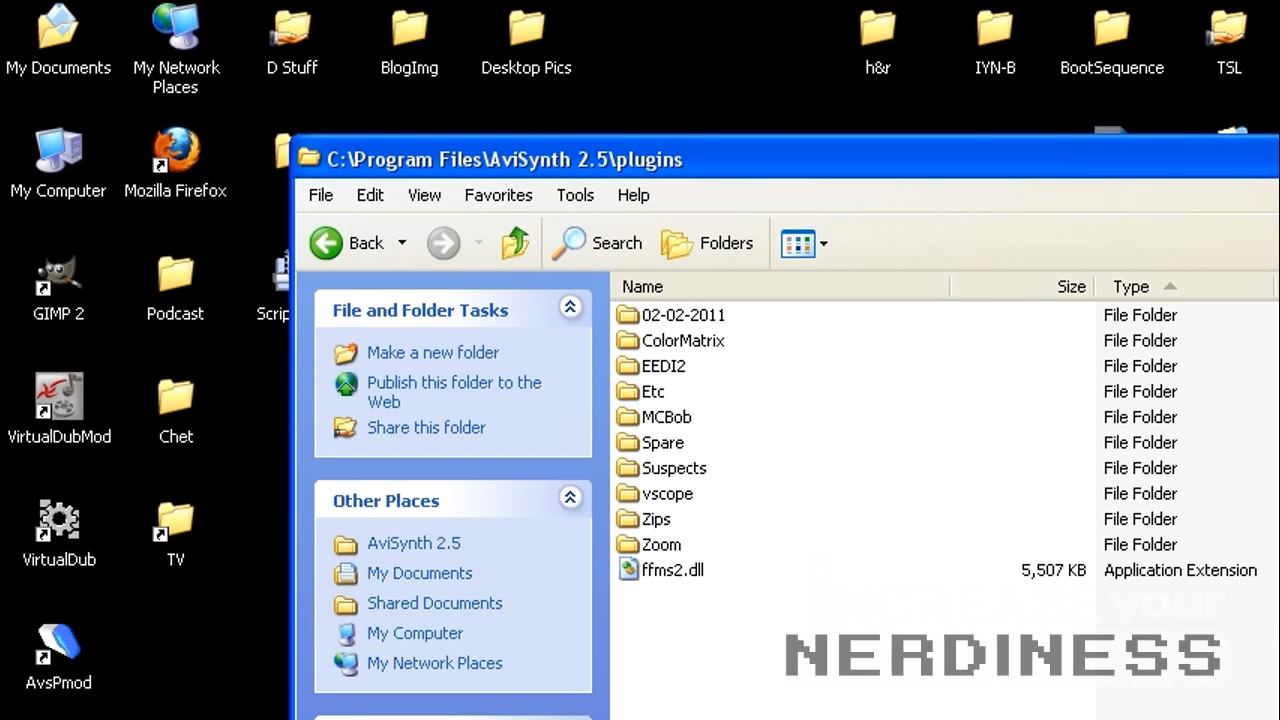 My Documents
My Network
Places
D Stuff
BlogImg
Desktop Pics
h&r
IYN-B
BootSequence
TSL
My Computer
Mozilla Firefox
GIMP 2
Podcast
Scrip
VirtualDubMod
Chet
VirtualDub
TV
AvsPmod
C:\Program Files\AviSynth 2.5\plugins
File Edit View Favorites Tools Help
Back Search Folders
File and Folder Tasks
Make a new folder
Publish this folder to the
Web
Share this folder
Other Places
AviSynth 2.5
My Documents
Shared Documents
My Computer
My Network Places
Name Size Type
02-02-2011 File Folder
ColorMatrix File Folder
EEDI2 File Folder
Etc File Folder
MCBob File Folder
Spare File Folder
Suspects File Folder
vscope File Folder
Zips File Folder
Zoom File Folder
ffms2.dll 5,507 KB Application Extension
your
NERDINESS